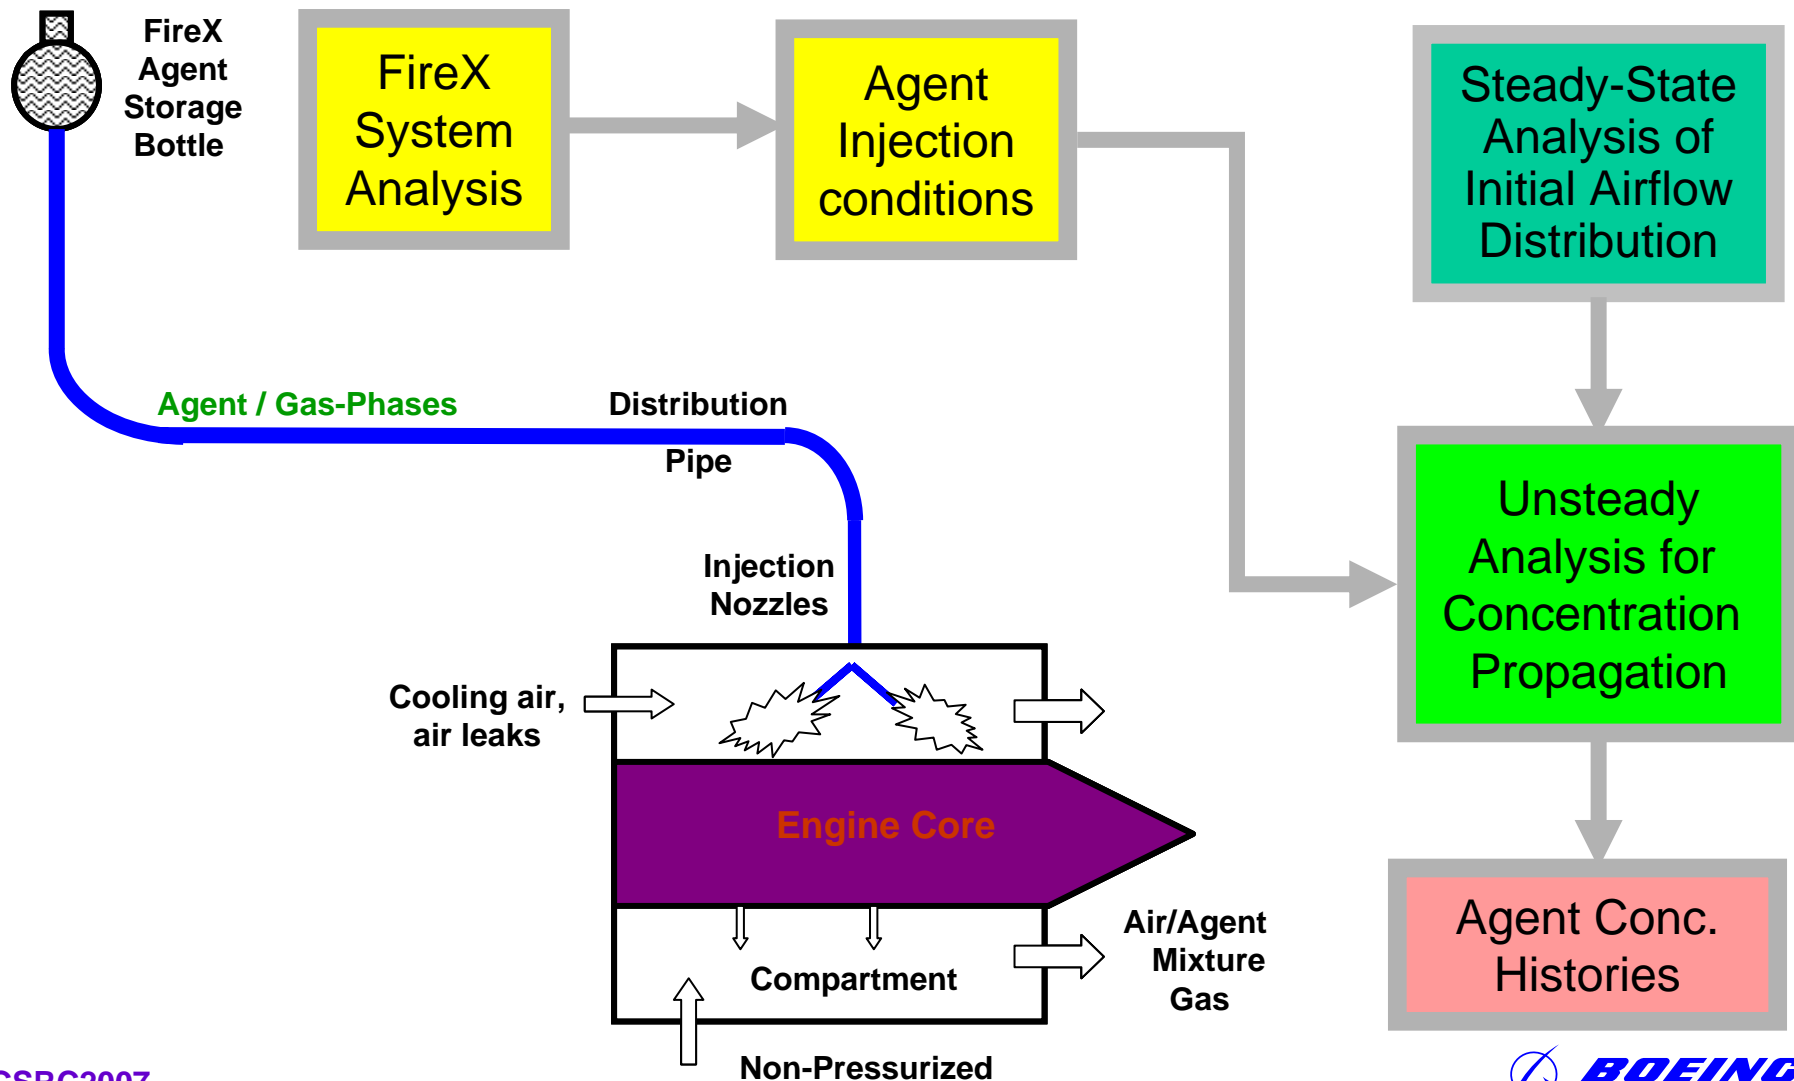 FireX
Agent
Storage
Bottle
FireX
System
Analysis
Agent
Injection
conditions
Steady-State
Analysis of
Initial Airflow
Distribution
Agent / Gas-Phases
Distribution
Pipe
Injection
Nozzles
Unsteady
Analysis for
Concentration
Propagation
Cooling air,
air leaks
Engine Core
Compartment
Air/Agent
Mixture
Gas
Agent Conc.
Histories
Non-Pressurized
BOEING